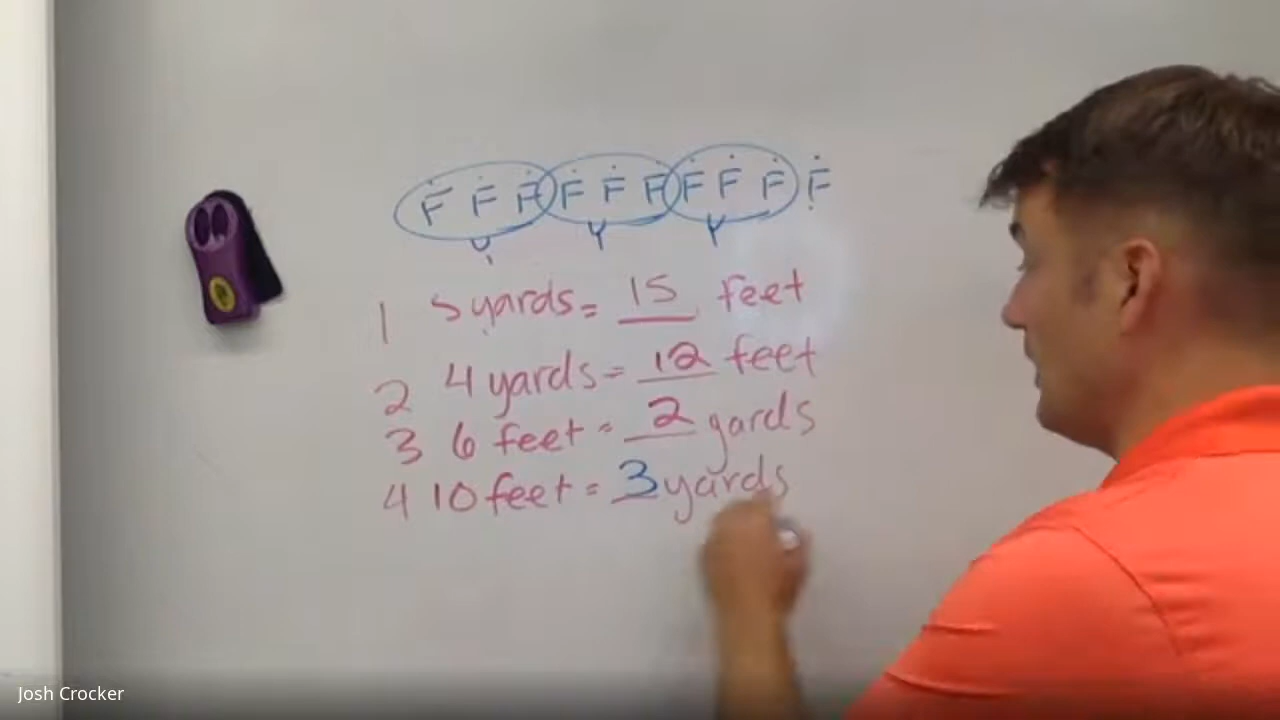 F F F F F F F F F F
Y Y Y
1 5 yards = 15 feet
2 4 yards = 12 feet
3 6 feet = 2 yards
4 10 feet = 3 yards
Josh Crocker